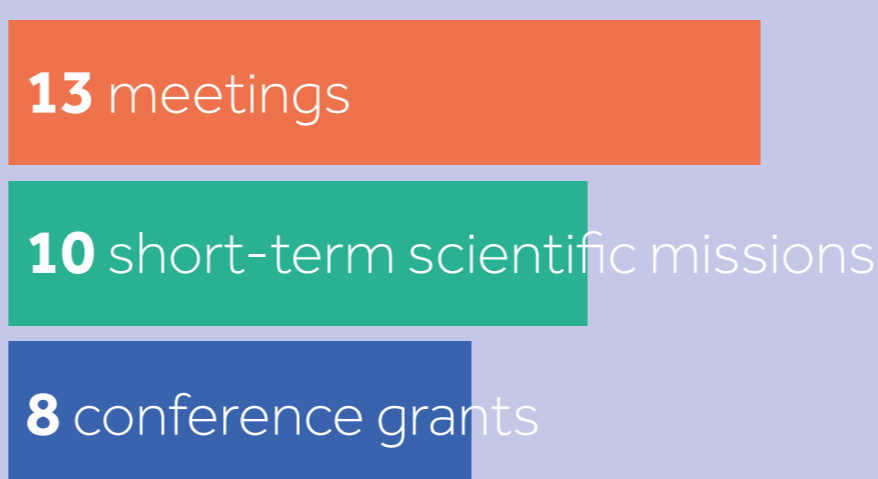 13 meetings
10 short-term scientific missions
8 conference grants